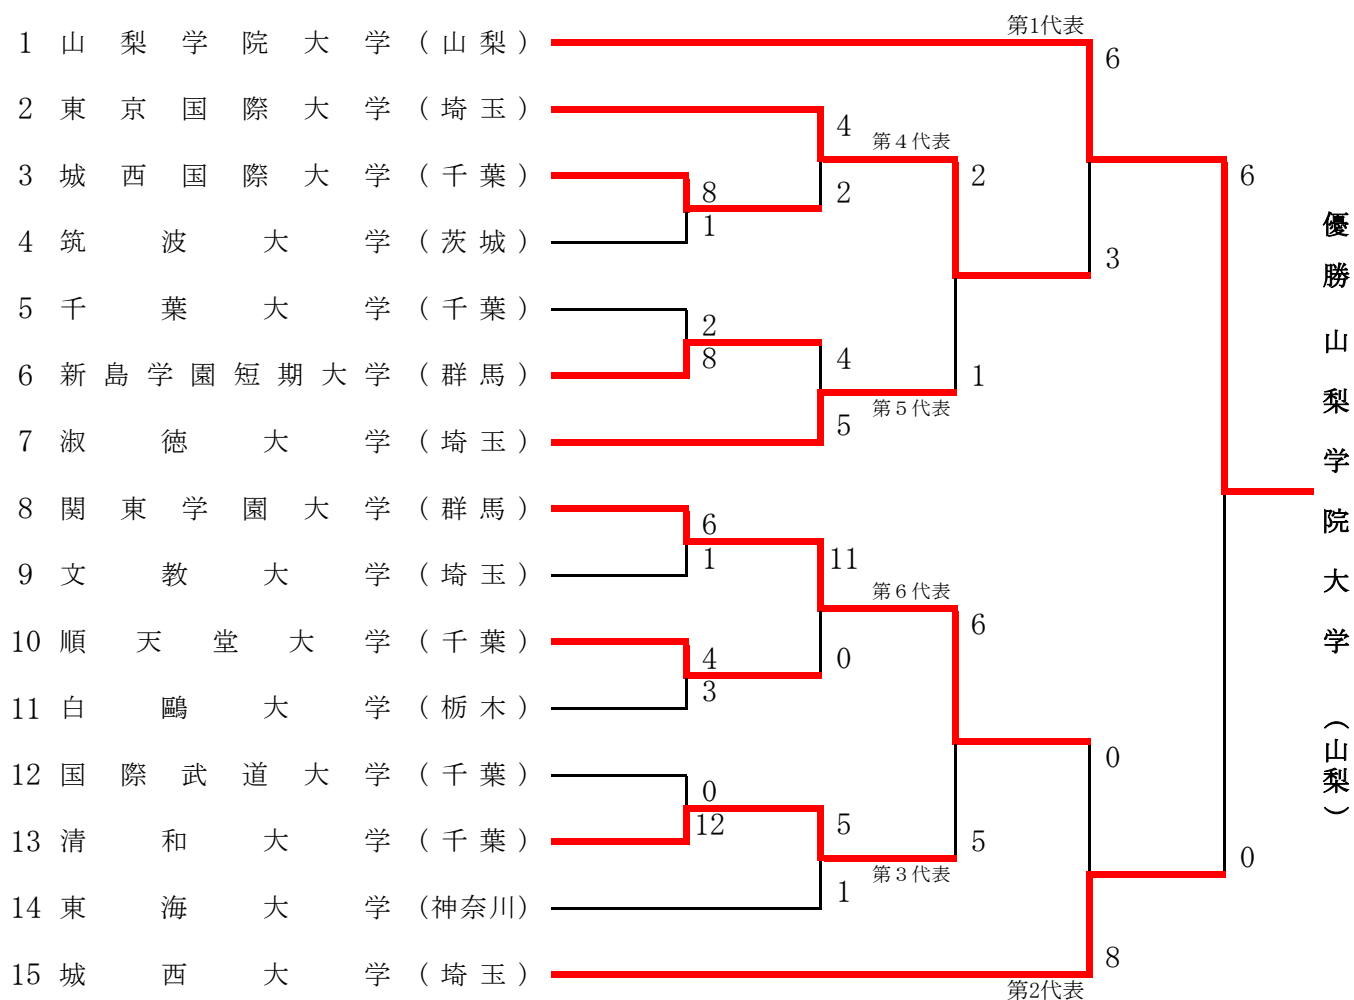 1 山梨学院大学 (山梨)
2 東京国際大学 (埼玉)
3 城西国際大学 (千葉)
4 筑波大学 (茨城)
5 千葉大学 (千葉)
6 新島学園短期大学 (群馬)
7 淑徳大学 (埼玉)
8 関東学園大学 (群馬)
9 文教大学 (埼玉)
10 順天堂大学 (千葉)
11 白鷗大学 (栃木)
12 国際武道大学 (千葉)
13 清和大学 (千葉)
14 東海大学 (神奈川)
15 城西大学 (埼玉)
8
1
2
8
6
1
4
3
0
12
4
2
4
5
11
0
5
1
第4代表
第5代表
第6代表
第3代表
2
1
6
5
第1代表
6
3
0
8
第2代表
6
0
優勝 山梨学院大学 (山梨)